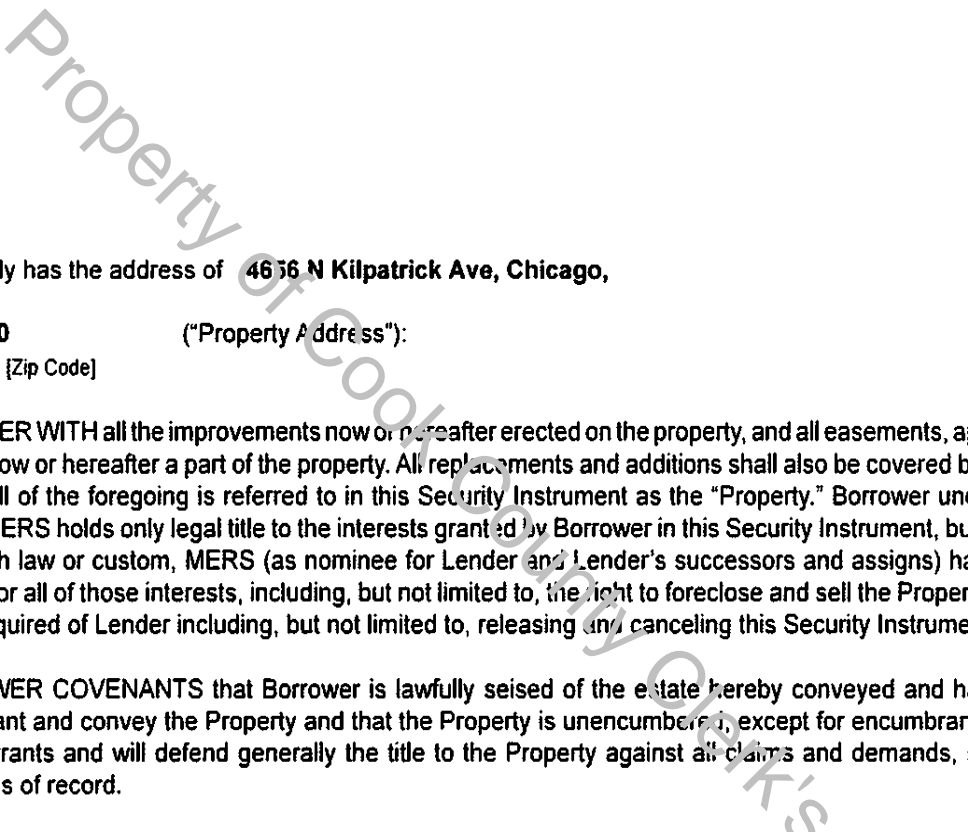 Property of Cook County Clerk's
ly has the address of 4656 N Kilpatrick Ave, Chicago,
0 ("Property Address"):
[Zip Code]
ER WITH all the improvements now or hereafter erected on the property, and all easements, a
ow or hereafter a part of the property. All replacements and additions shall also be covered b
ll of the foregoing is referred to in this Security Instrument as the "Property." Borrower und
ERS holds only legal title to the interests granted by Borrower in this Security Instrument, bu
h law or custom, MERS (as nominee for Lender and Lender's successors and assigns) ha
or all of those interests, including, but not limited to, the right to foreclose and sell the Proper
quired of Lender including, but not limited to, releasing and canceling this Security Instrume
WER COVENANTS that Borrower is lawfully seised of the estate hereby conveyed and ha
ant and convey the Property and that the Property is unencumbered, except for encumbran
rrants and will defend generally the title to the Property against all claims and demands, s
s of record.